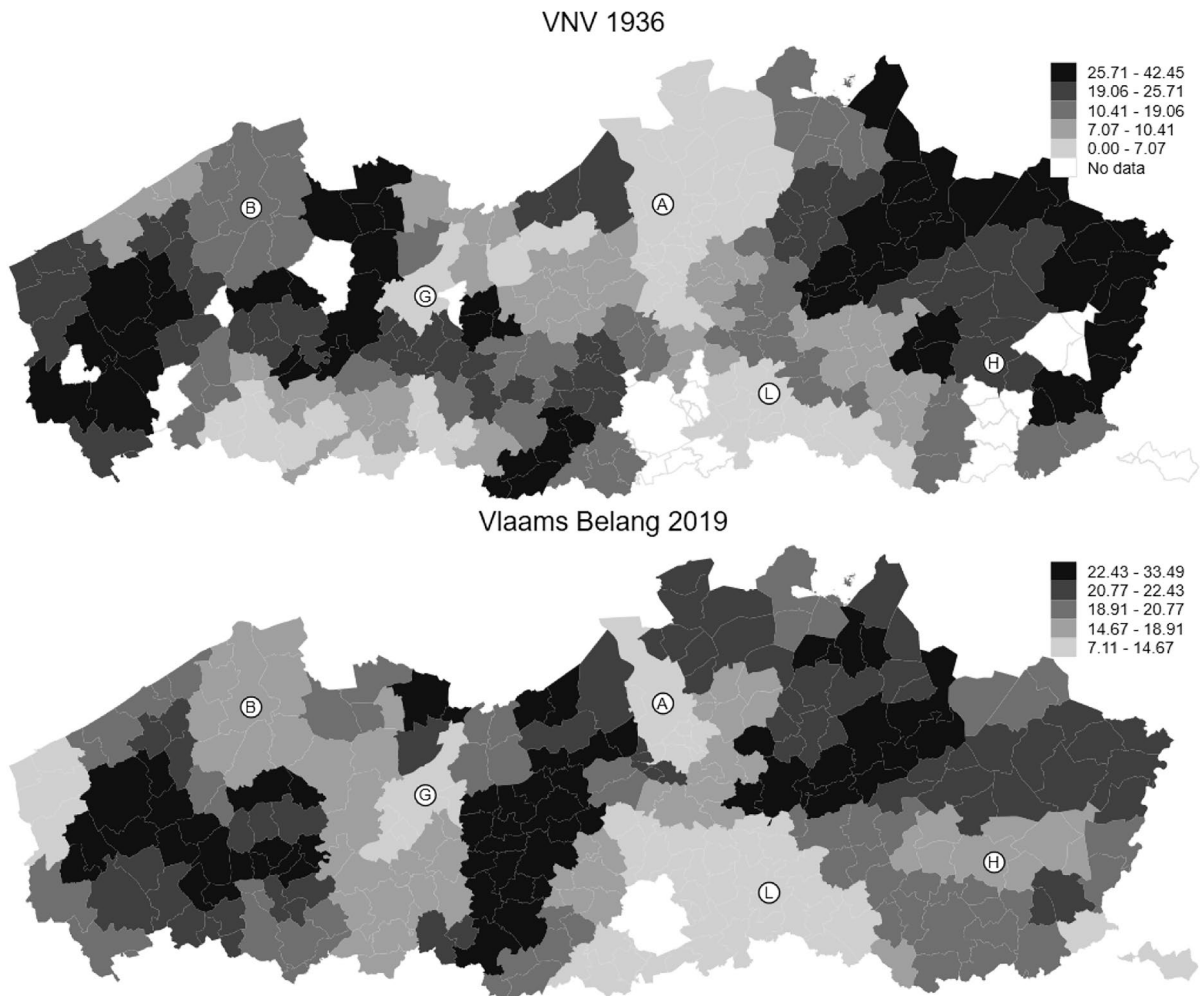 VNV 1936
25.71 - 42.45
19.06 - 25.71
10.41 - 19.06
7.07 - 10.41
0.00 - 7.07
No data
B
A
G
H
L
Vlaams Belang 2019
22.43 - 33.49
20.77 - 22.43
18.91 - 20.77
14.67 - 18.91
7.11 - 14.67
B
A
G
H
L